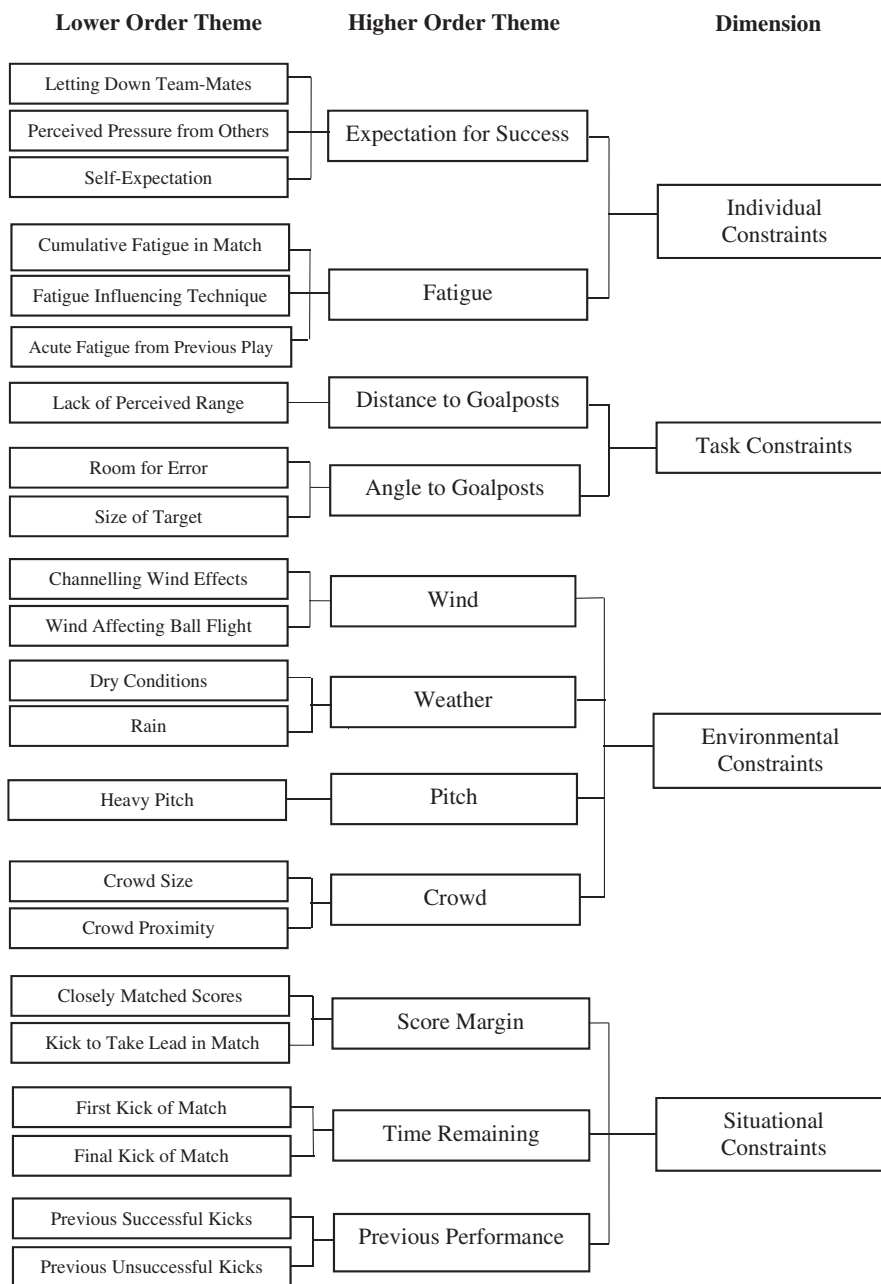 Lower Order Theme
Higher Order Theme
Dimension
Letting Down Team-Mates
Perceived Pressure from Others
Self-Expectation
Expectation for Success
Cumulative Fatigue in Match
Fatigue Influencing Technique
Acute Fatigue from Previous Play
Fatigue
Individual
Constraints
Lack of Perceived Range
Distance to Goalposts
Room for Error
Size of Target
Angle to Goalposts
Task Constraints
Channelling Wind Effects
Wind Affecting Ball Flight
Wind
Dry Conditions
Rain
Weather
Heavy Pitch
Pitch
Crowd Size
Crowd Proximity
Crowd
Environmental
Constraints
Closely Matched Scores
Kick to Take Lead in Match
Score Margin
First Kick of Match
Final Kick of Match
Time Remaining
Previous Successful Kicks
Previous Unsuccessful Kicks
Previous Performance
Situational
Constraints